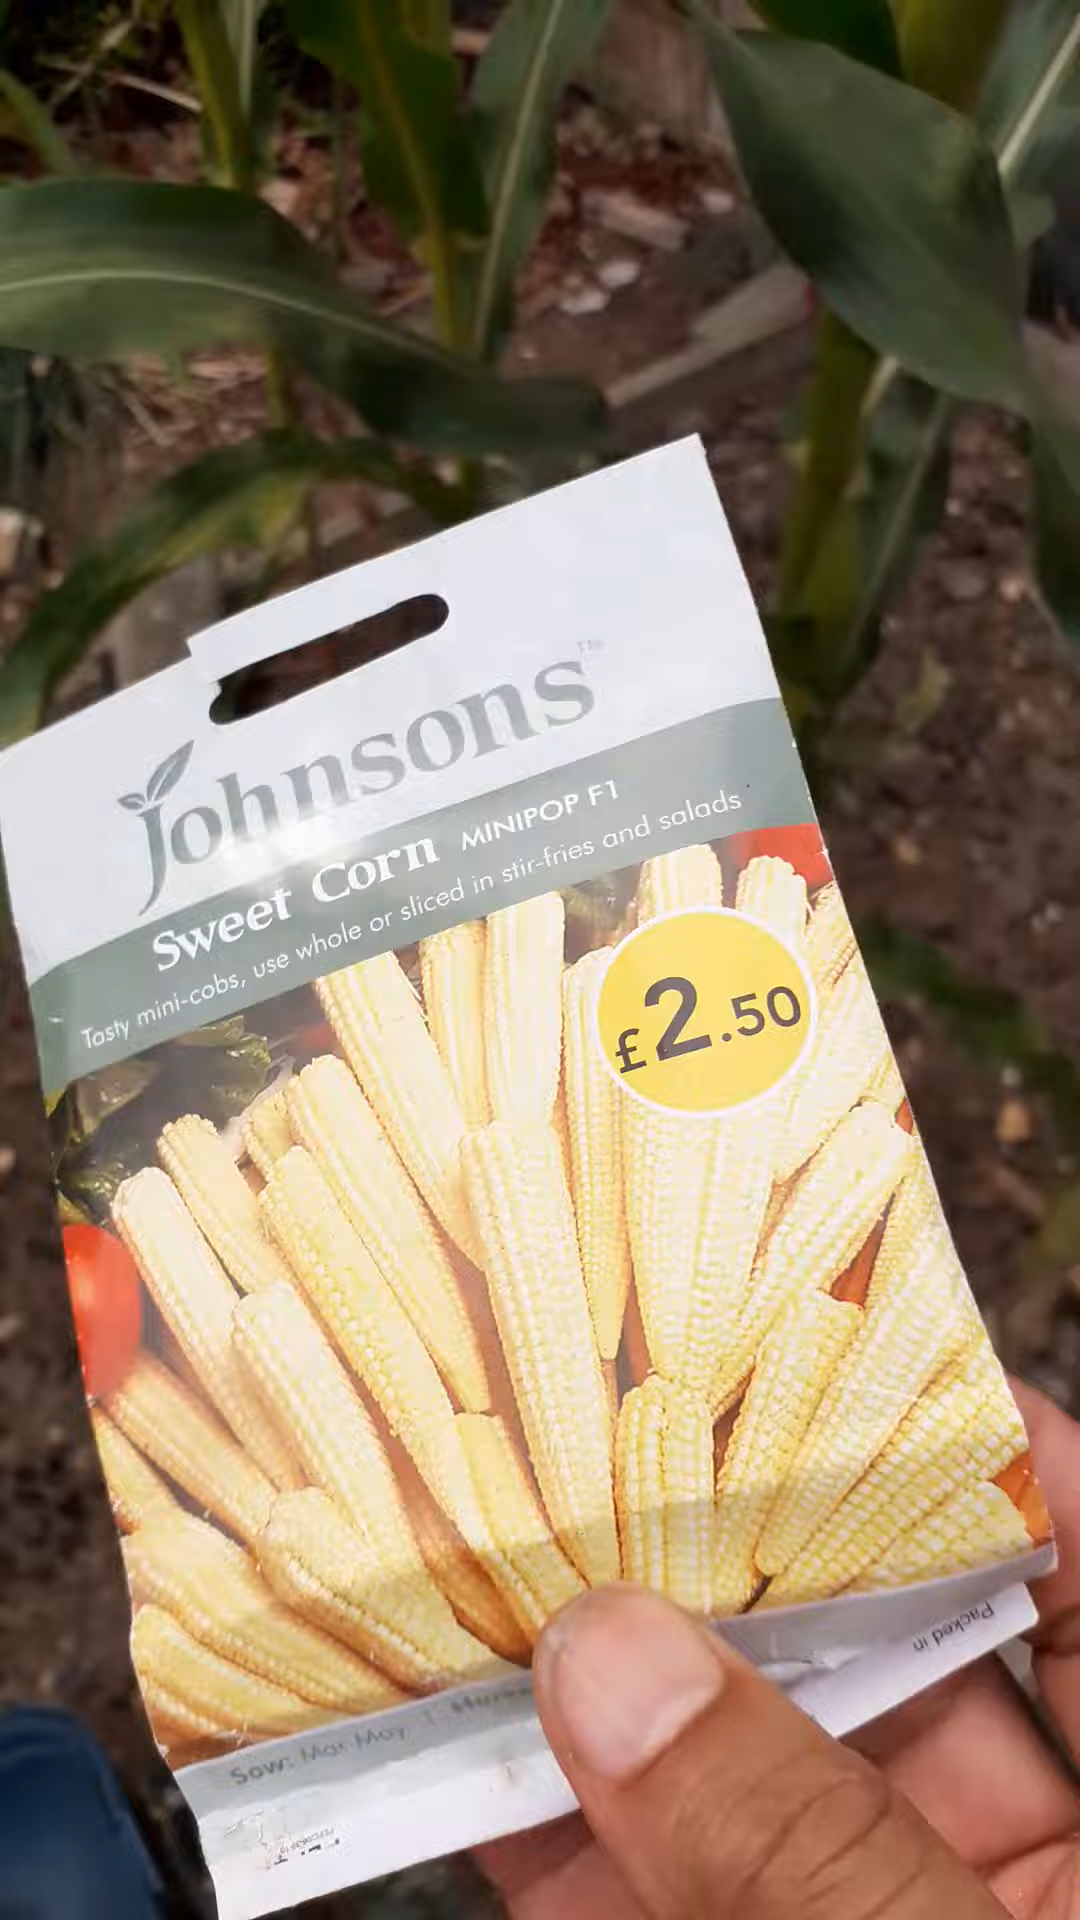 Johnsons™
Sweet Corn MINIPOP F1
Tasty mini-cobs, use whole or sliced in stir-fries and salads
£2.50
Sow: Mar-May
Packed in